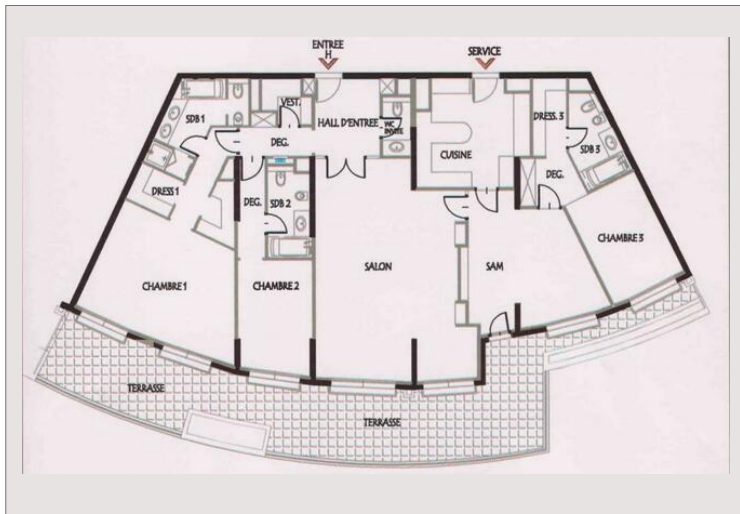 ENTREE
H
SERVICE
SDB 1
VEST.
HALL D'ENTREE
WC
INVITE
DRESS. 3
DEG.
CUISINE
SDB 3
DRESS 1
DEG.
SDB 2
DEG.
CHAMBRE 3
SALON
SAM
CHAMBRE 1
CHAMBRE 2
TERRASSE
TERRASSE